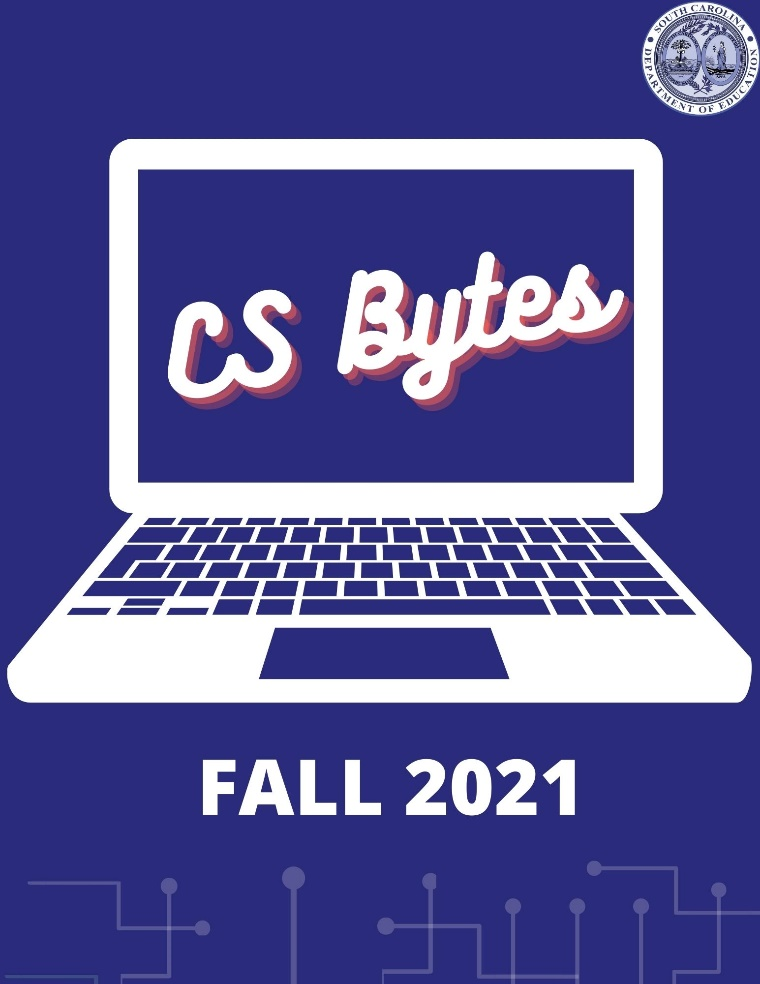 SOUTH CAROLINA
DEPARTMENT OF EDUCATION
CS Bytes
FALL 2021